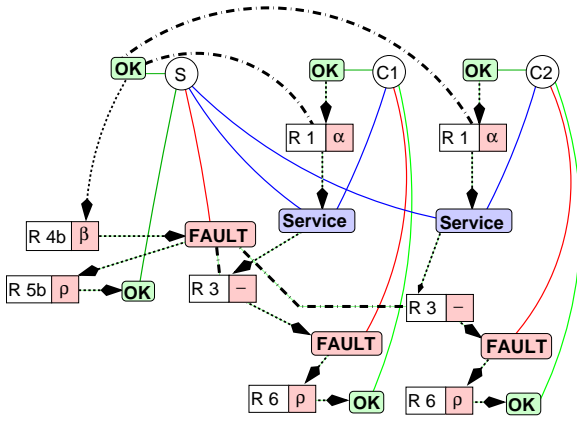 OK S OK C1 OK C2
R 1 α R 1 α
Service Service
R 4b β FAULT
R 5b ρ OK R 3 –
R 3 –
FAULT FAULT
R 6 ρ OK R 6 ρ OK